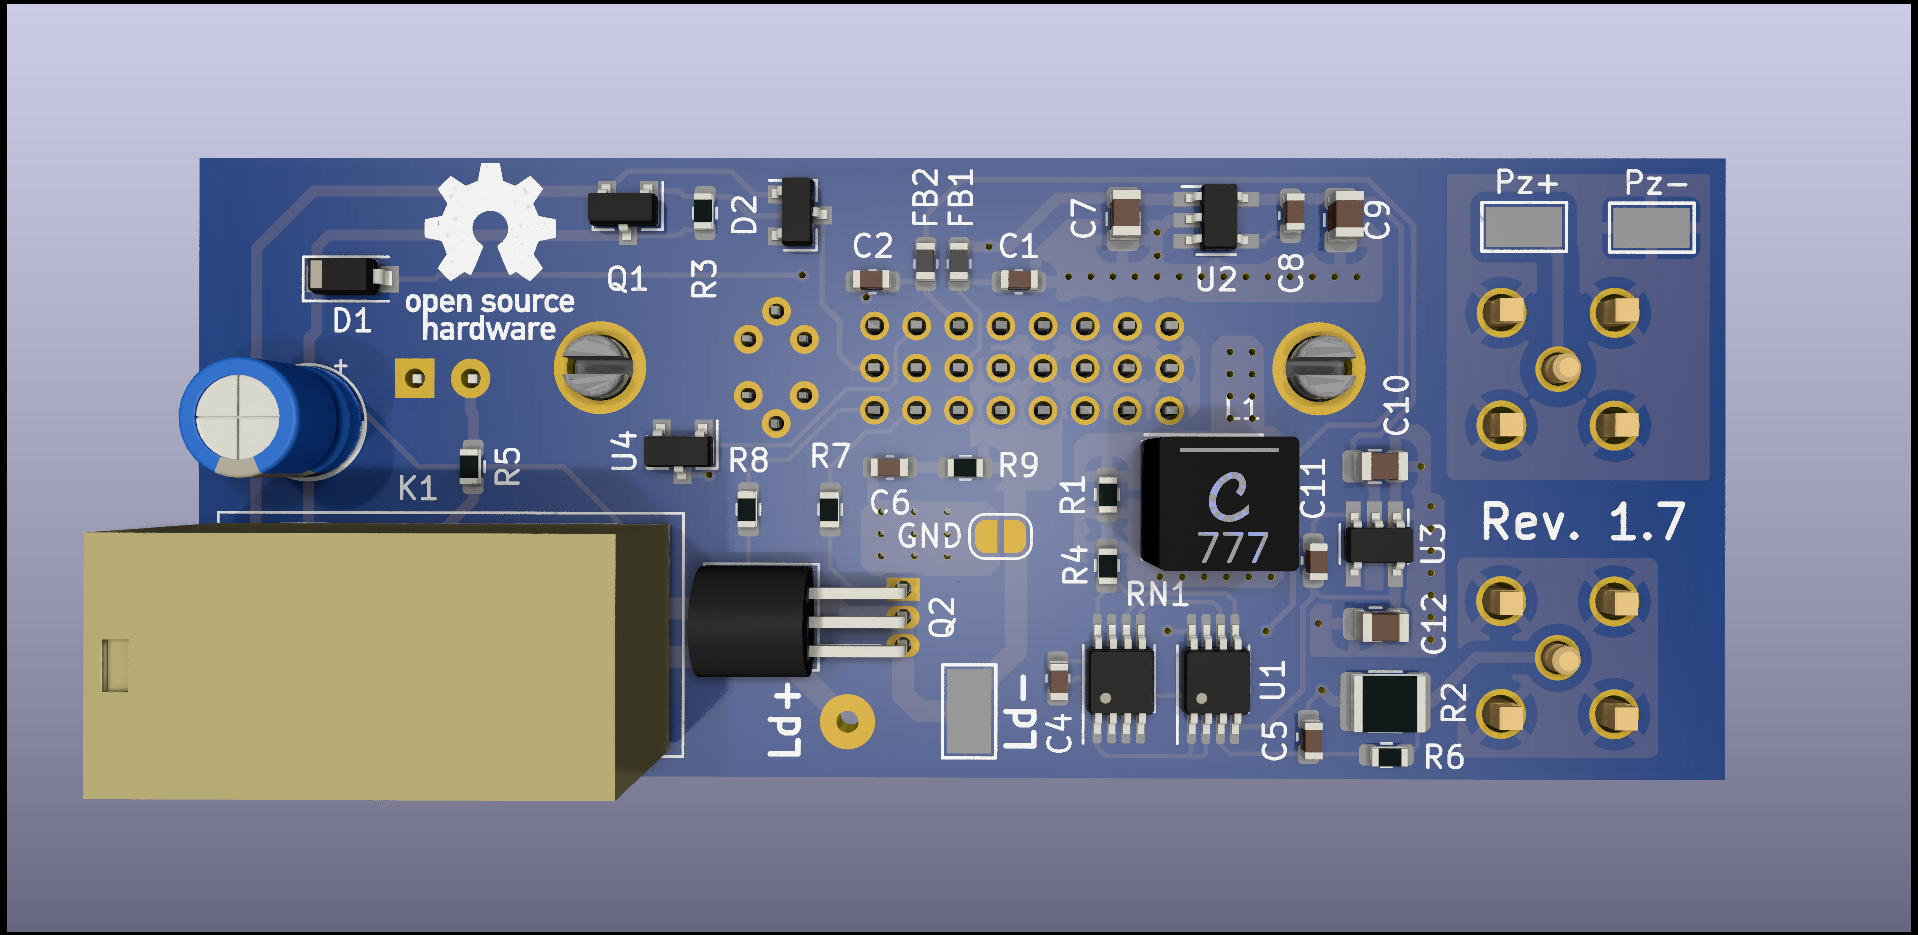 Pz+
Pz-
FB2
FB1
D2
C7
C9
C2
C1
Q1
R3
U2
C8
open source
hardware
D1
+
C10
L1
U4
R8
R7
R9
R5
K1
C6
R1
C11
C
777
GND
Rev. 1.7
U3
R4
RN1
Q2
C12
Ld+
Ld-
C4
U1
R2
C5
R6